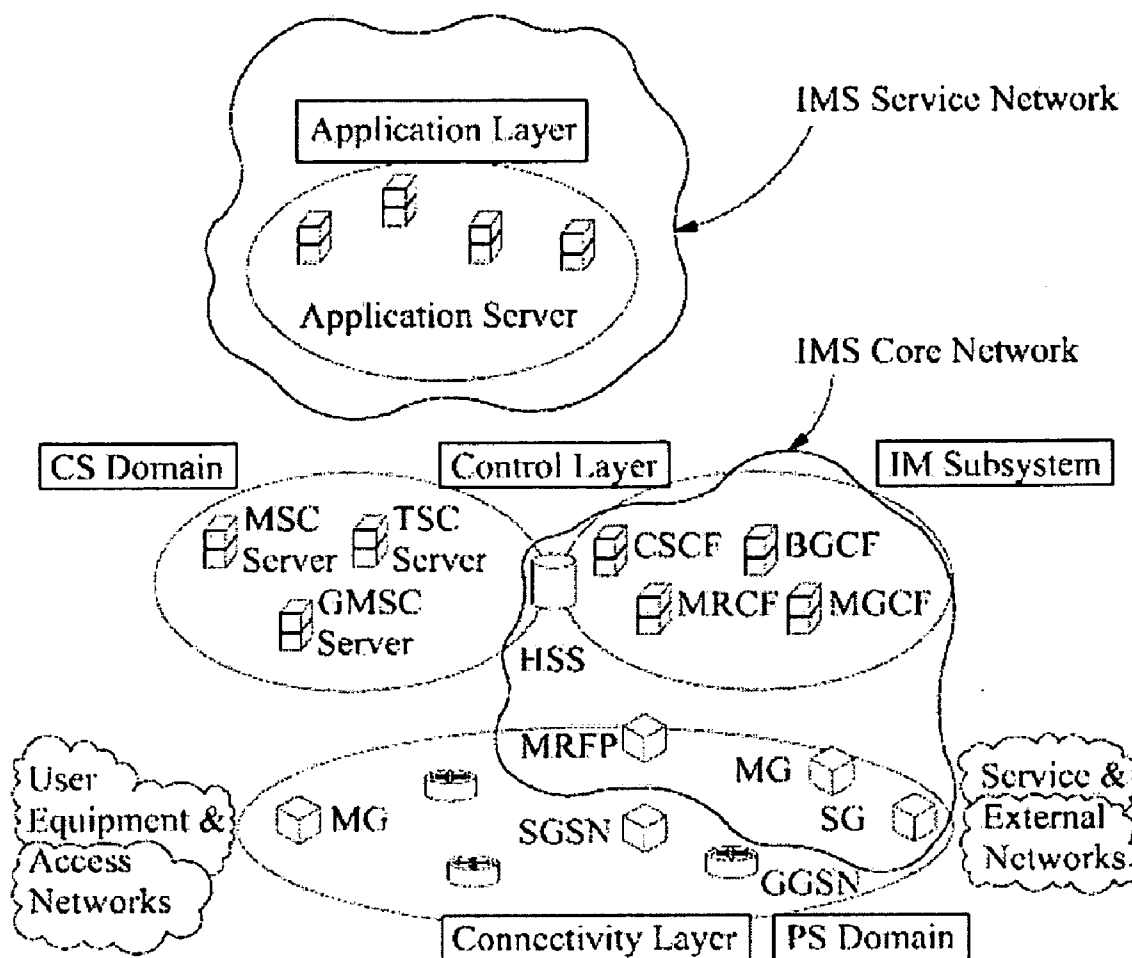 IMS Service Network
Application Layer
Application Server
IMS Core Network
CS Domain
Control Layer
IM Subsystem
MSC
Server
TSC
Server
GMSC
Server
CSCF
BGCF
MRCF
MGCF
HSS
MRFP
MG
SG
User
Equipment &
Access
Networks
MG
SGSN
GGSN
Service &
External
Networks
Connectivity Layer
PS Domain